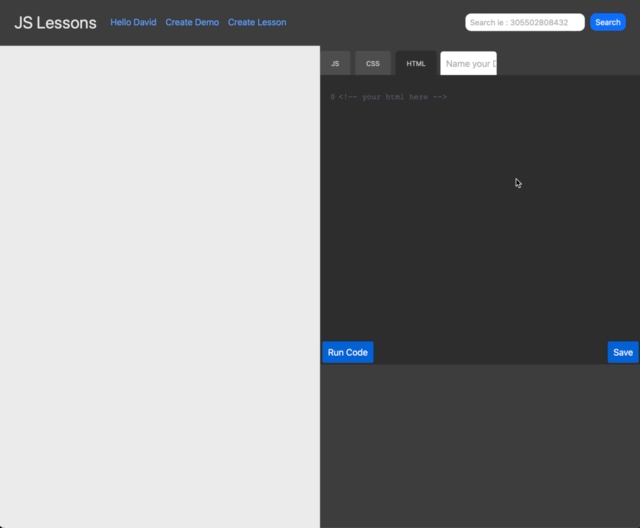 JS Lessons
Hello David
Create Demo
Create Lesson
Search ie : 305502808432
Search
JS
CSS
HTML
Name your
0 <!-- your html here -->
Run Code
Save